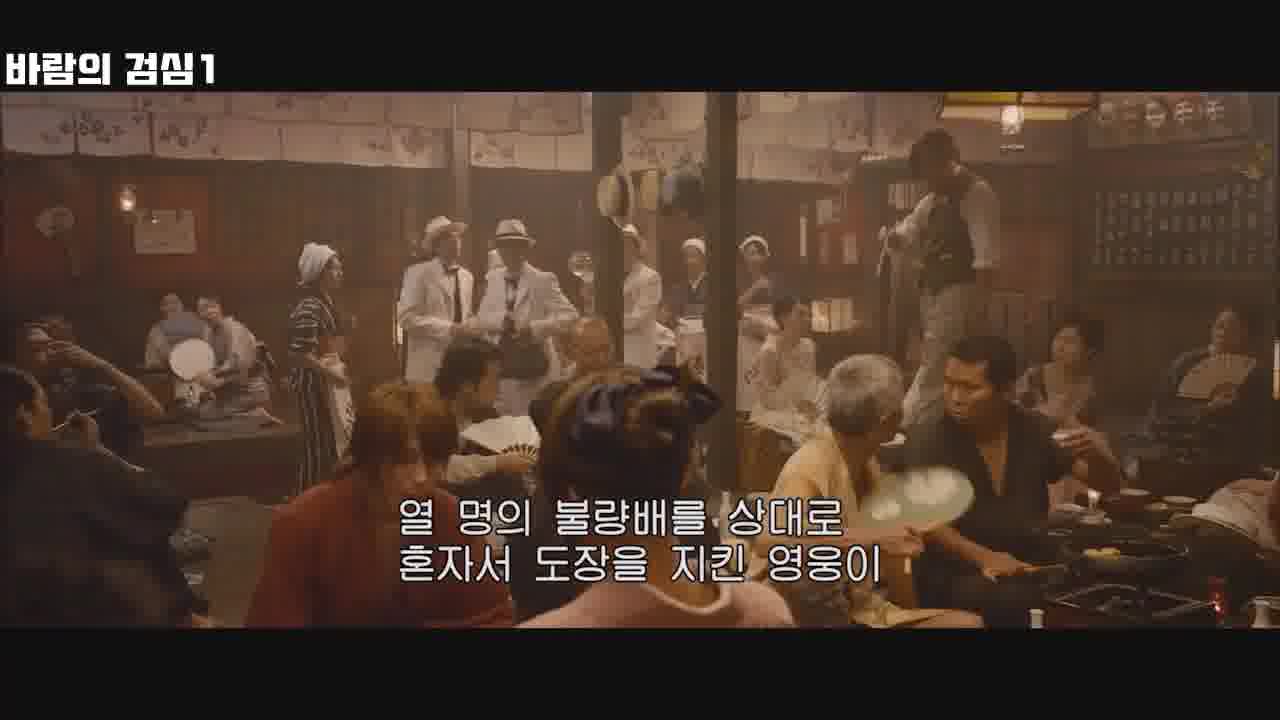 바람의 검심1
열 명의 불량배를 상대로
혼자서 도장을 지킨 영웅이